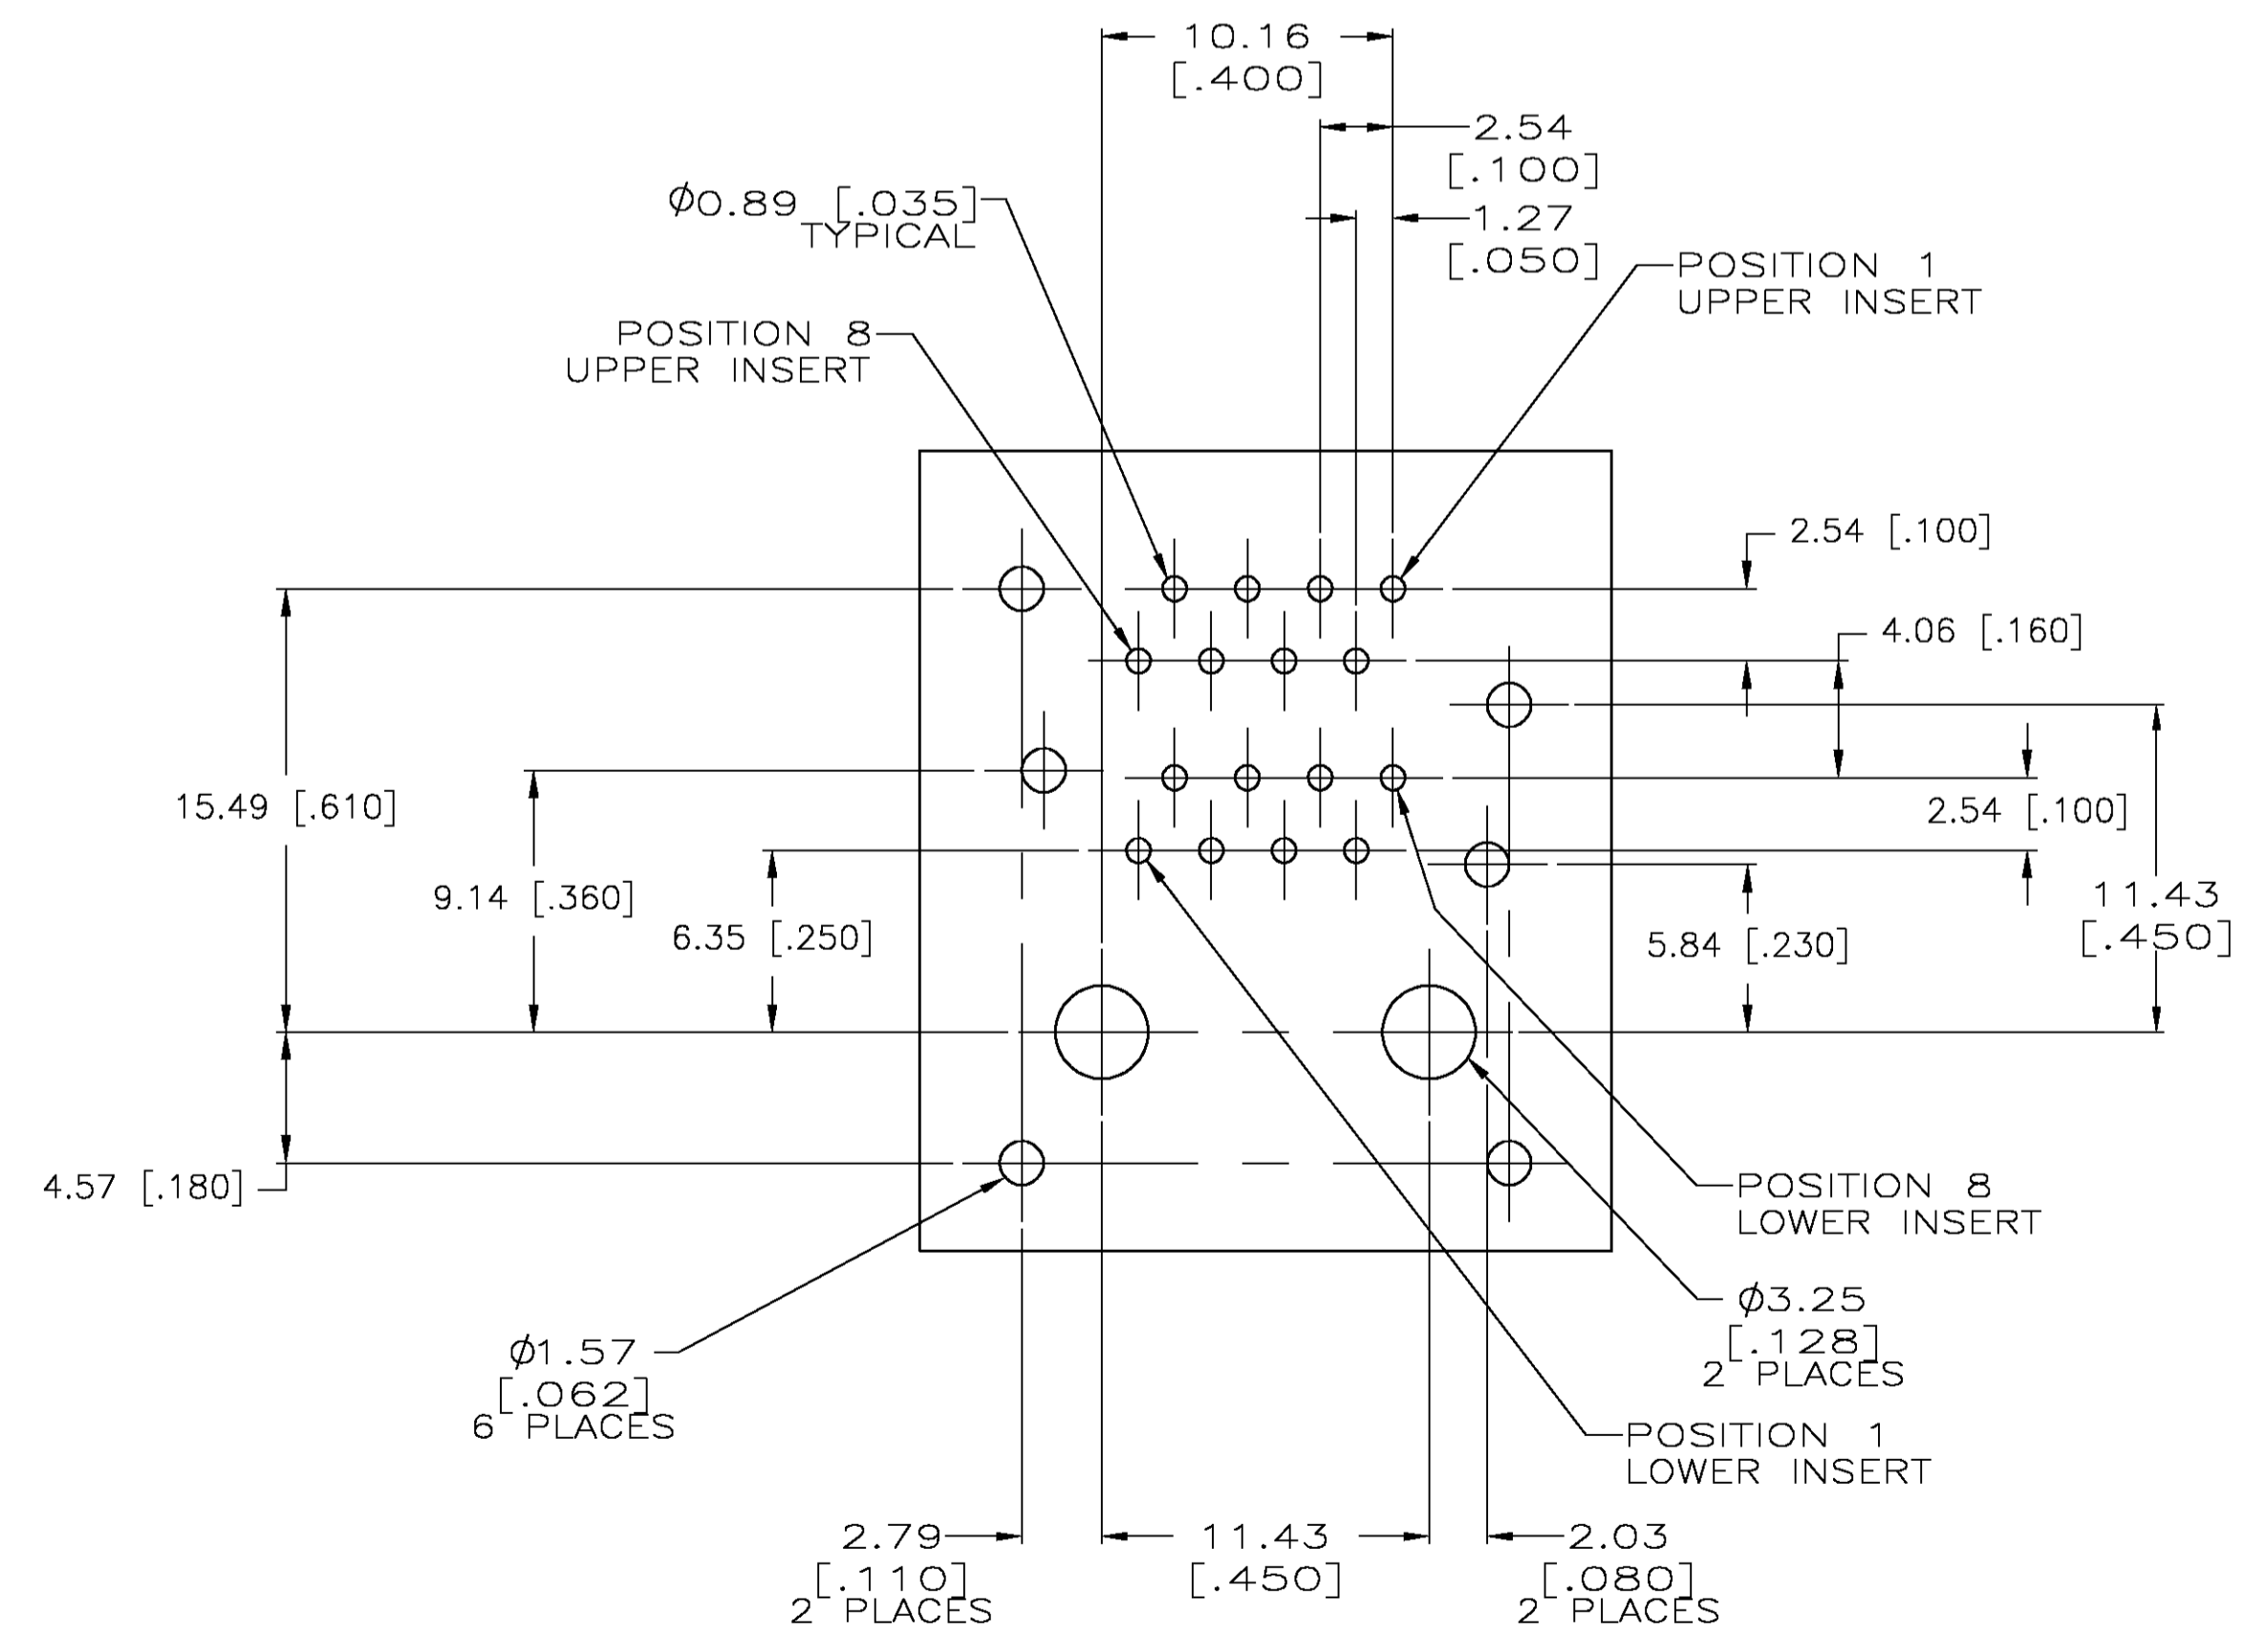 10.16
[.400]
2.54
[.100]
Ø0.89 [.035]
TYPICAL
1.27
[.050]
POSITION 1
UPPER INSERT
POSITION 8
UPPER INSERT
2.54 [.100]
4.06 [.160]
15.49 [.610]
2.54 [.100]
9.14 [.360]
11.43
[.450]
6.35 [.250]
5.84 [.230]
4.57 [.180]
POSITION 8
LOWER INSERT
Ø3.25
[.128]
2 PLACES
Ø1.57
[.062]
6 PLACES
POSITION 1
LOWER INSERT
2.79
[.110]
2 PLACES
11.43
[.450]
2.03
[.080]
2 PLACES